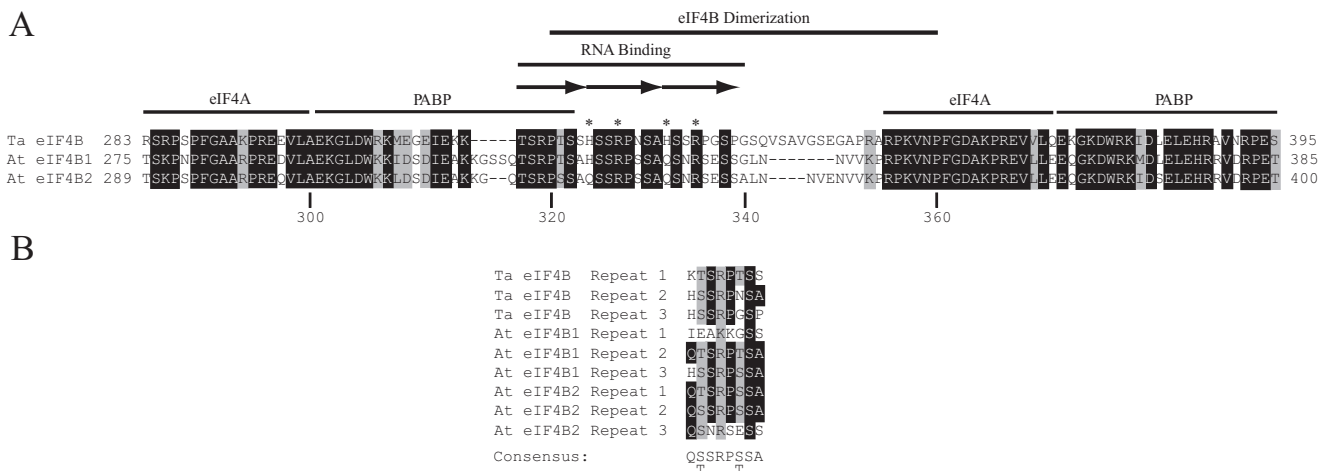 A
eIF4B Dimerization
RNA Binding
eIF4A PABP eIF4A PABP
* * * *
Ta eIF4B 283 RSRPSPFGAAKPREEVLAEKGLDWRKMEGEIEKK-----TSRPTSSHSSRPNSAHSSRPGSPGSQVSAVGSEGAPRARPKVNPFGDAKPREVVLQEKGKDWRKIDLELEHRAVNRPES 395
At eIF4B1 275 TSKPNPFGAARPREEVLAEKGLDWKKIDSDIEAKKGSSQTSRPTSAHSSRPSSAQSNRSESSGLN-------NVVKPRPKVNPFGDAKPREVLLEEQGKDWRKMDLELEHRRVDRPET 385
At eIF4B2 289 TSKPSPFGAARPREQVLAEKGLDWKKLDSDIEAKKG--QTSRPSSAQSSRPSSAQSNRSESSALN----NVENVVKPRPKVNPFGDAKPREVLLEEQGKDWRKIDSELEHRRVDRPET 400
300 320 340 360
B
Ta eIF4B Repeat 1 KTSRPTSS
Ta eIF4B Repeat 2 HSSRPNSA
Ta eIF4B Repeat 3 HSSRPGSP
At eIF4B1 Repeat 1 IEAKKGSS
At eIF4B1 Repeat 2 QTSRPTSA
At eIF4B1 Repeat 3 HSSRPSSA
At eIF4B2 Repeat 1 QTSRPSSA
At eIF4B2 Repeat 2 QSSRPSSA
At eIF4B2 Repeat 3 QSNRSESS
Consensus: QSSRPSSA
T T